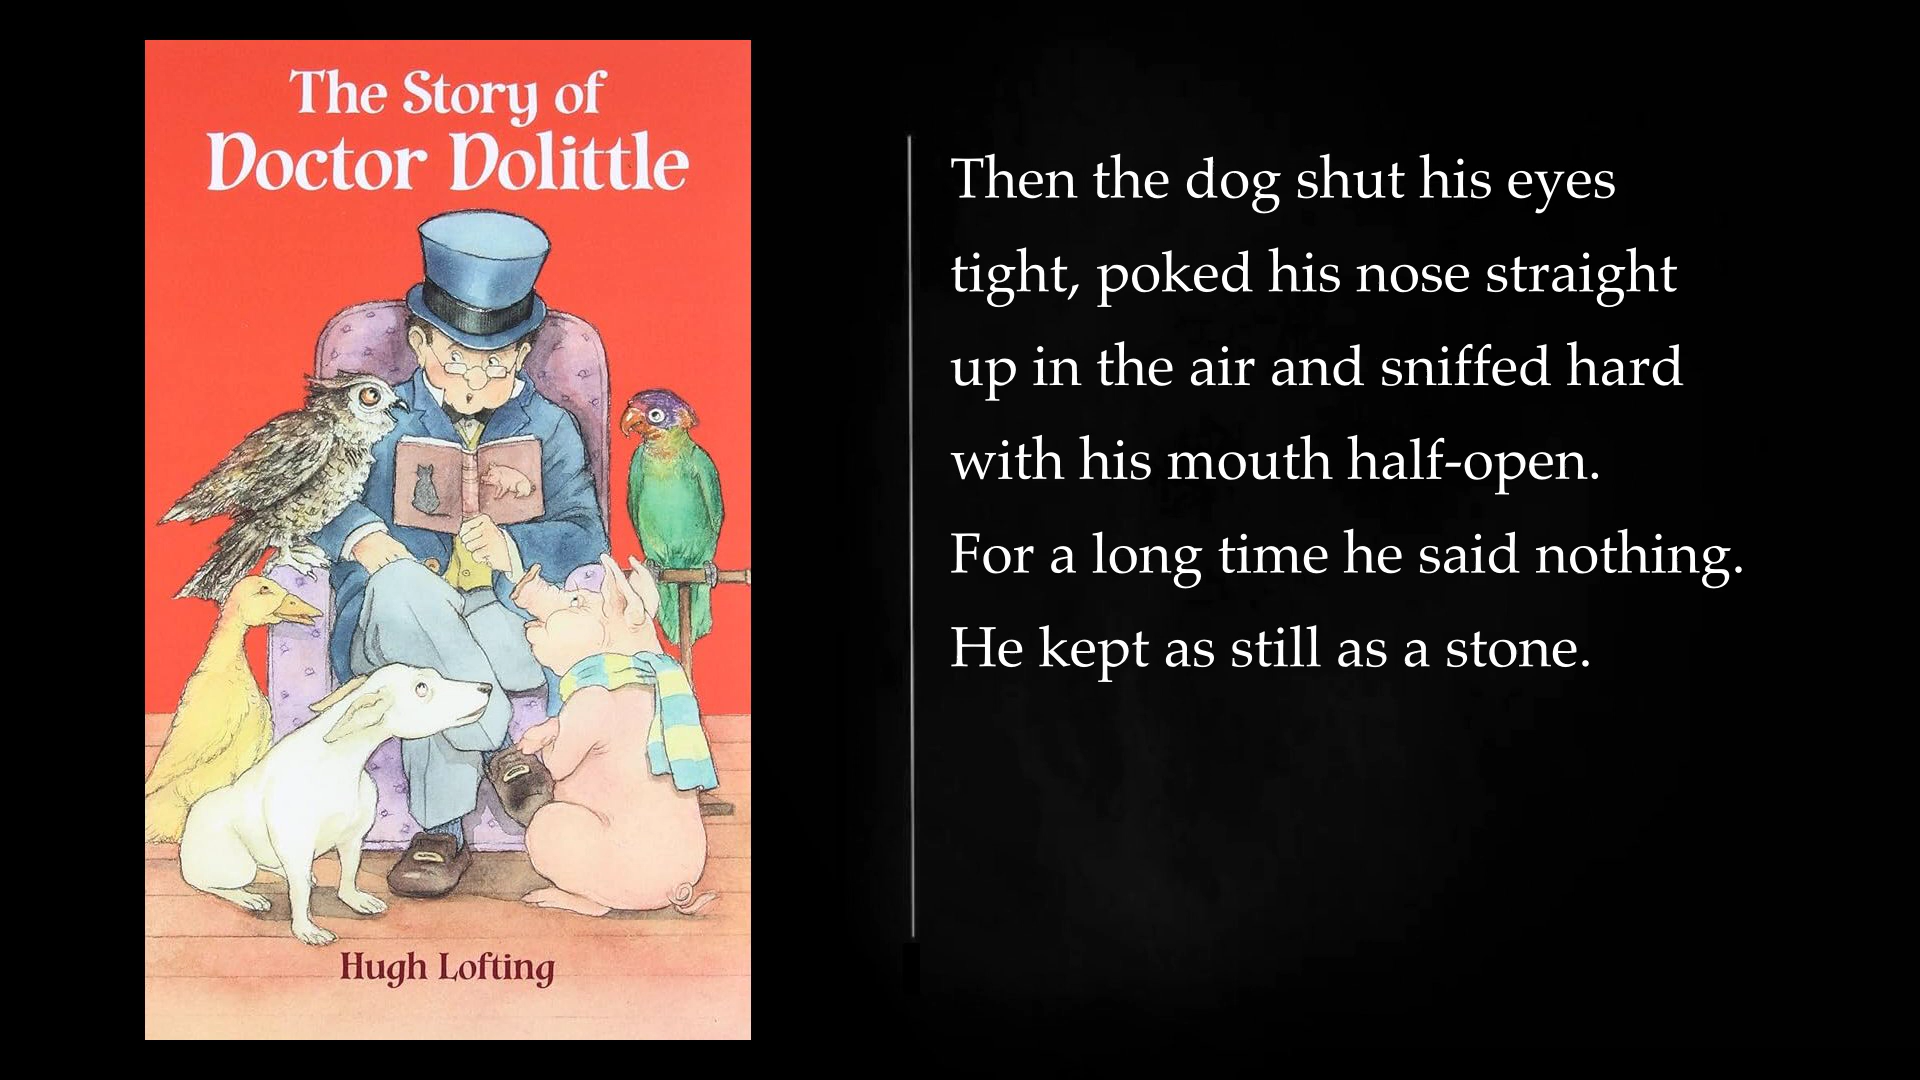 The Story of
Doctor Dolittle
Hugh Lofting
Then the dog shut his eyes
tight, poked his nose straight
up in the air and sniffed hard
with his mouth half-open.
For a long time he said nothing.
He kept as still as a stone.